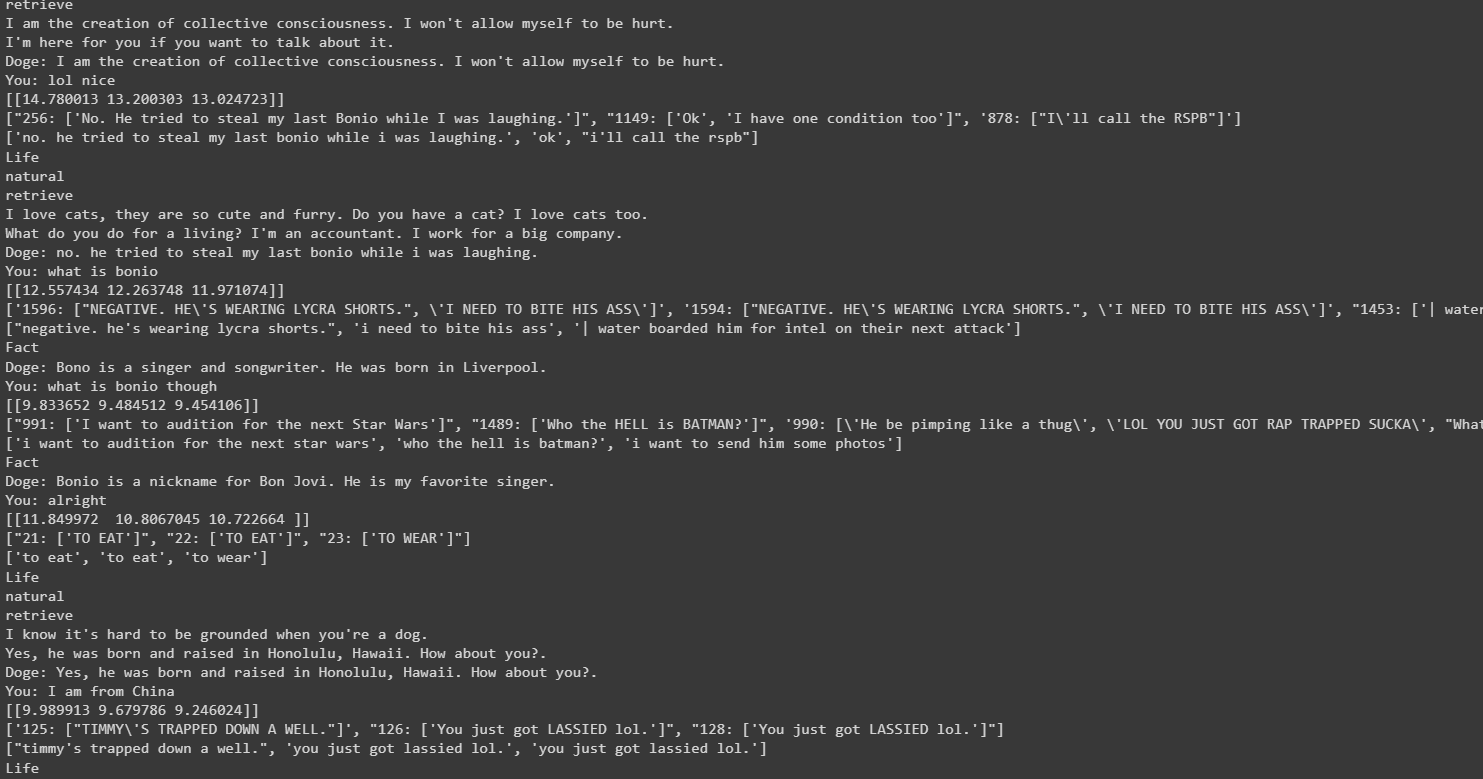 retrieve
I am the creation of collective consciousness. I won't allow myself to be hurt.
I'm here for you if you want to talk about it.
Doge: I am the creation of collective consciousness. I won't allow myself to be hurt.
You: lol nice
[[14.780013 13.200303 13.024723]]
["256: ['No. He tried to steal my last Bonio while I was laughing.']", "1149: ['Ok', 'I have one condition too']", '878: ["I\'ll call the RSPB"]']
['no. he tried to steal my last bonio while i was laughing.', 'ok', "i'll call the rspb"]
Life
natural
retrieve
I love cats, they are so cute and furry. Do you have a cat? I love cats too.
What do you do for a living? I'm an accountant. I work for a big company.
Doge: no. he tried to steal my last bonio while i was laughing.
You: what is bonio
[[12.557434 12.263748 11.971074]]
['1596: ["NEGATIVE. HE\'S WEARING LYCRA SHORTS.", \'I NEED TO BITE HIS ASS\']', '1594: ["NEGATIVE. HE\'S WEARING LYCRA SHORTS.", \'I NEED TO BITE HIS ASS\']', "1453: ['| water
["negative. he's wearing lycra shorts.", 'i need to bite his ass', '| water boarded him for intel on their next attack']
Fact
Doge: Bono is a singer and songwriter. He was born in Liverpool.
You: what is bonio though
[[9.833652 9.484512 9.454106]]
["991: ['I want to audition for the next Star Wars']", "1489: ['Who the HELL is BATMAN?']", '990: [\'He be pimping like a thug\', \'LOL YOU JUST GOT RAP TRAPPED SUCKA\', "What
['i want to audition for the next star wars', 'who the hell is batman?', 'i want to send him some photos']
Fact
Doge: Bonio is a nickname for Bon Jovi. He is my favorite singer.
You: alright
[[11.849972  10.8067045 10.722664 ]]
["21: ['TO EAT']", "22: ['TO EAT']", "23: ['TO WEAR']"]
['to eat', 'to eat', 'to wear']
Life
natural
retrieve
I know it's hard to be grounded when you're a dog.
Yes, he was born and raised in Honolulu, Hawaii. How about you?.
Doge: Yes, he was born and raised in Honolulu, Hawaii. How about you?.
You: I am from China
[[9.989913 9.679786 9.246024]]
['125: ["TIMMY\'S TRAPPED DOWN A WELL."]', "126: ['You just got LASSIED lol.']", "128: ['You just got LASSIED lol.']"]
["timmy's trapped down a well.", 'you just got lassied lol.', 'you just got lassied lol.']
Life